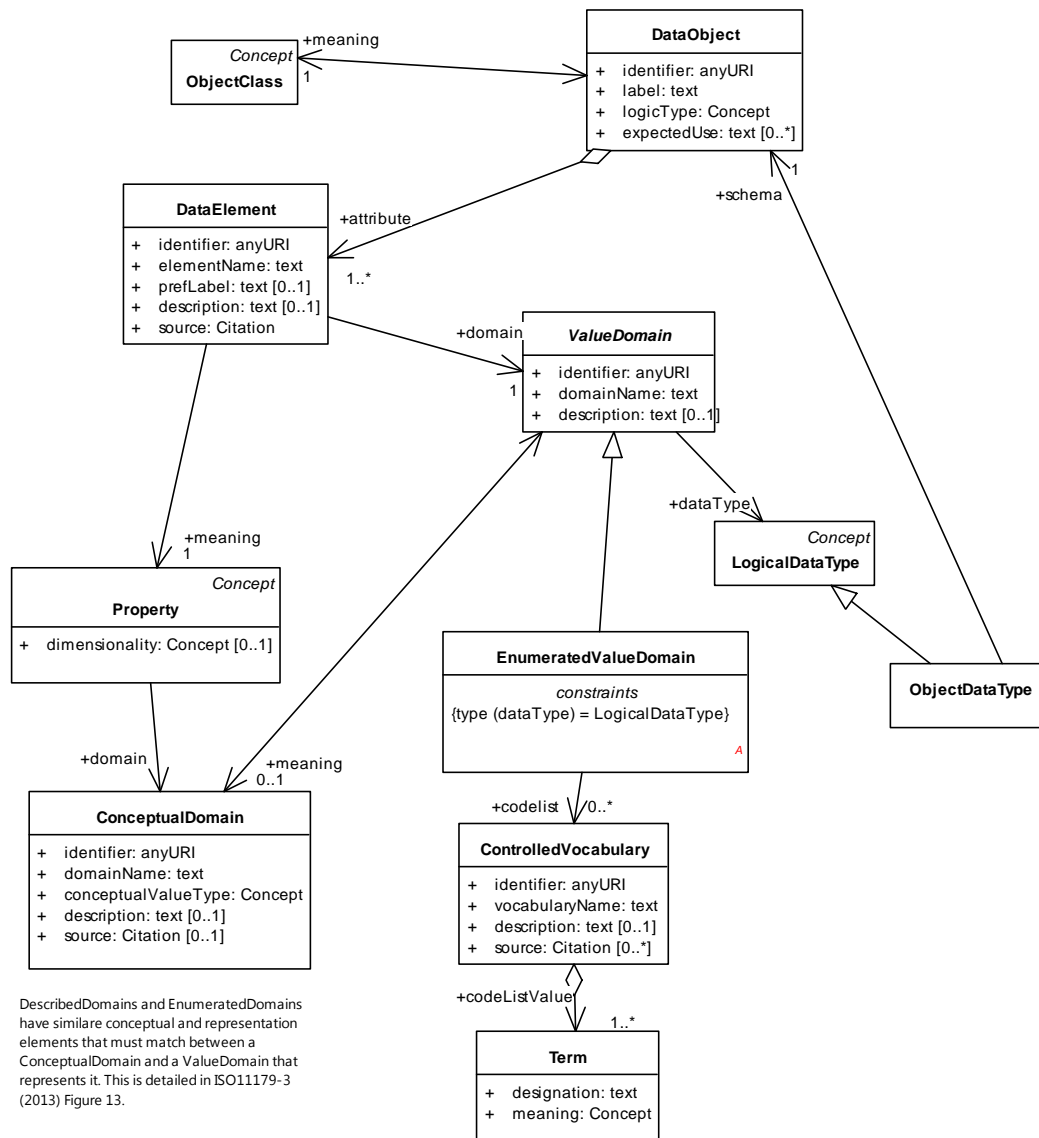 +meaning
1
Concept
ObjectClass
DataObject
+ identifier: anyURI
+ label: text
+ logicType: Concept
+ expectedUse: text [0..*]
1
+schema
DataElement
+ identifier: anyURI
+ elementName: text
+ prefLabel: text [0..1]
+ description: text [0..1]
+ source: Citation
+attribute
1..*
+domain
1
ValueDomain
+ identifier: anyURI
+ domainName: text
+ description: text [0..1]
+dataType
Concept
LogicalDataType
+meaning
1
Concept
Property
+ dimensionality: Concept [0..1]
EnumeratedValueDomain
constraints
{type (dataType) = LogicalDataType}
A
ObjectDataType
+domain
+meaning
0..1
ConceptualDomain
+ identifier: anyURI
+ domainName: text
+ conceptualValueType: Concept
+ description: text [0..1]
+ source: Citation [0..1]
+codelist
0..*
ControlledVocabulary
+ identifier: anyURI
+ vocabularyName: text
+ description: text [0..1]
+ source: Citation [0..*]
+codeListValue
1..*
Term
+ designation: text
+ meaning: Concept
DescribedDomains and EnumeratedDomains
have similare conceptual and representation
elements that must match between a
ConceptualDomain and a ValueDomain that
represents it. This is detailed in ISO11179-3
(2013) Figure 13.